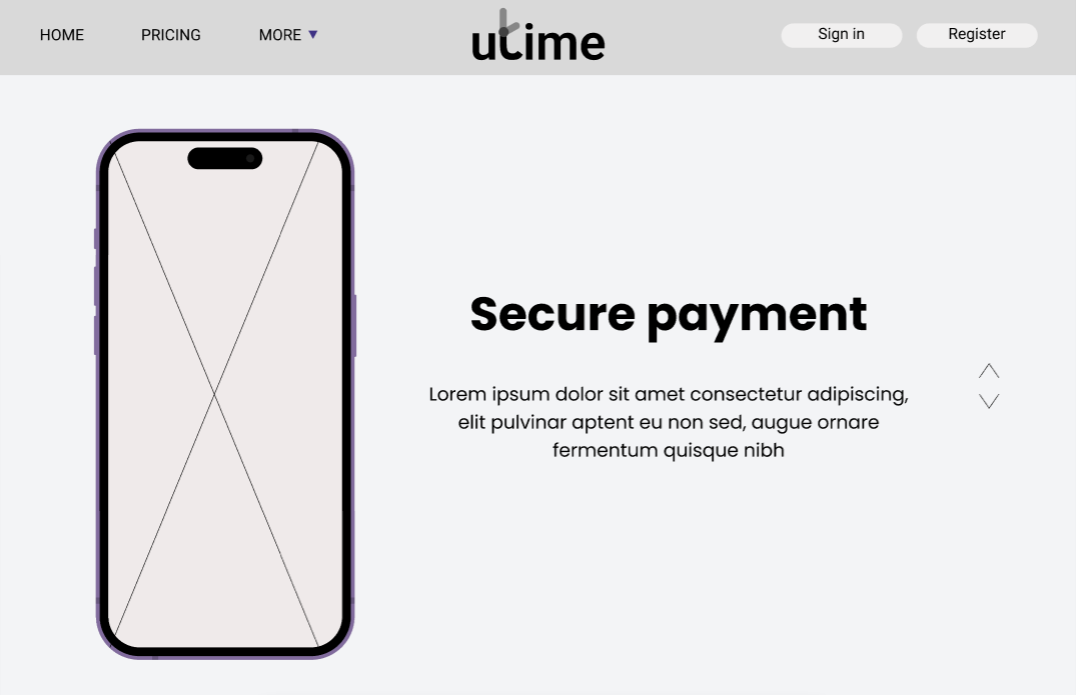 HOME
PRICING
MORE
utime
Sign in
Register
Secure payment
Lorem ipsum dolor sit amet consectetur adipiscing,
elit pulvinar aptent eu non sed, augue ornare
fermentum quisque nibh